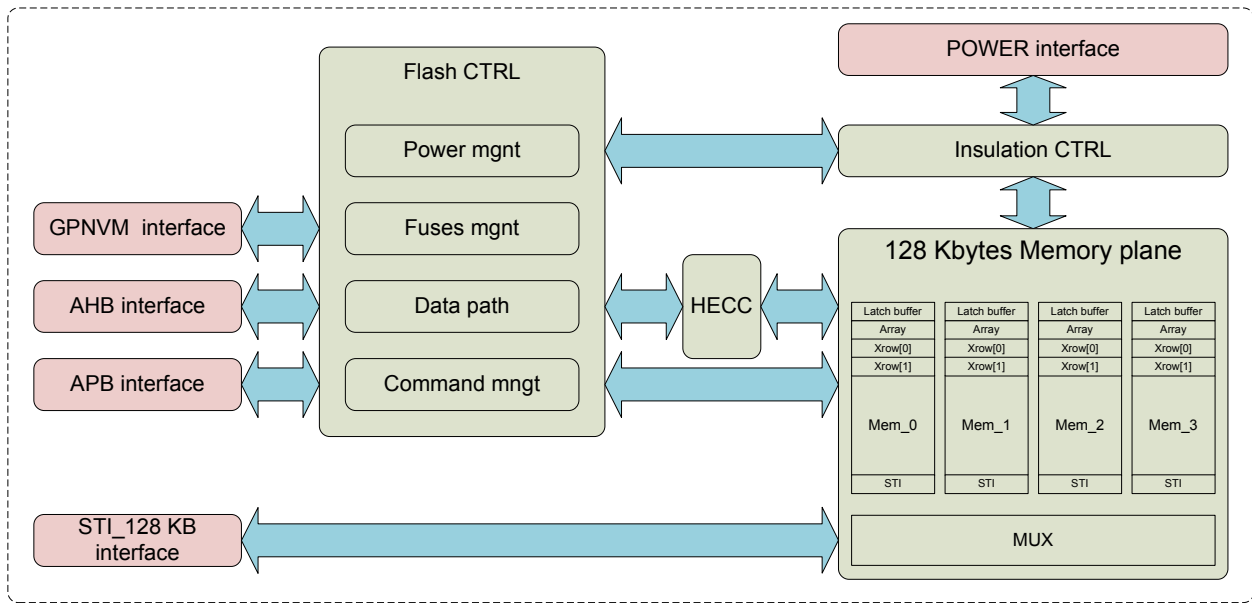 Flash CTRL
Power mgnt
Fuses mgnt
Data path
Command mngt
GPNVM interface
AHB interface
APB interface
STI_128 KB
interface
HECC
POWER interface
Insulation CTRL
128 Kbytes Memory plane
Latch buffer
Array
Xrow[0]
Xrow[1]
Mem_0
STI
Latch buffer
Array
Xrow[0]
Xrow[1]
Mem_1
STI
Latch buffer
Array
Xrow[0]
Xrow[1]
Mem_2
STI
Latch buffer
Array
Xrow[0]
Xrow[1]
Mem_3
STI
MUX